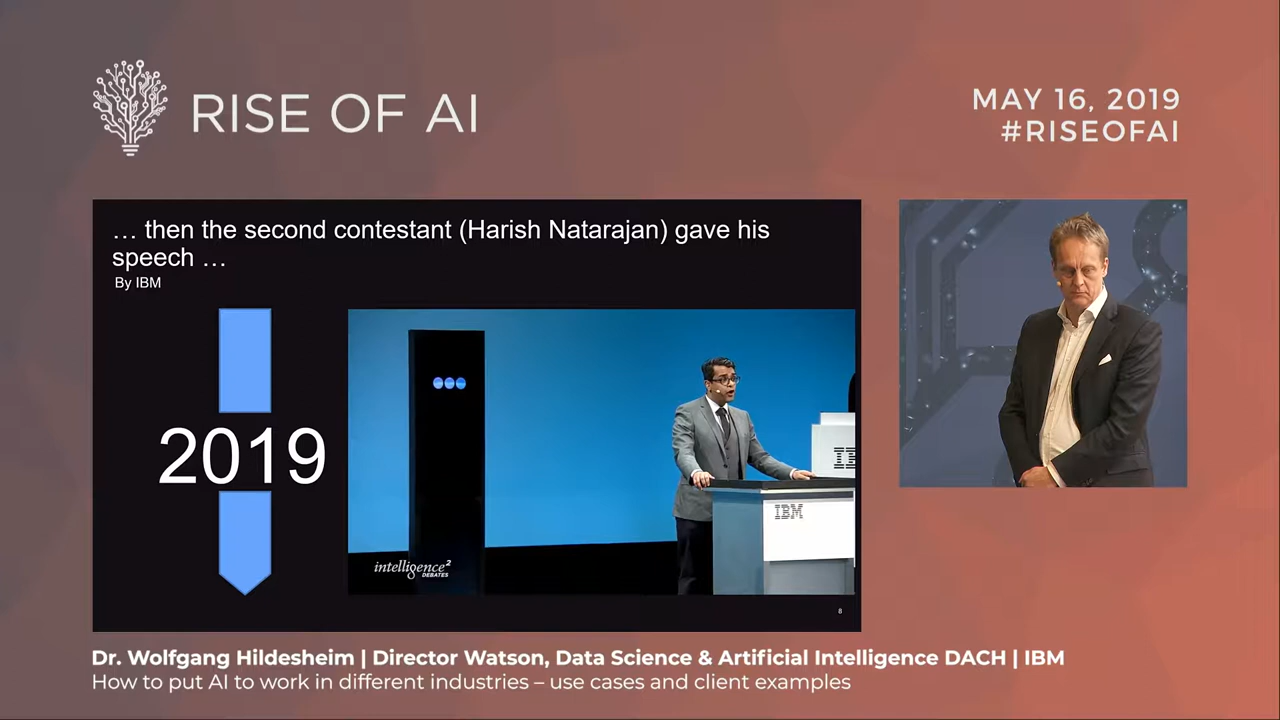 RISE OF AI
MAY 16, 2019
#RISEOFAI
… then the second contestant (Harish Natarajan) gave his
speech …
By IBM
2019
IBM
intelligence²
DEBATES
8
Dr. Wolfgang Hildesheim | Director Watson, Data Science & Artificial Intelligence DACH | IBM
How to put AI to work in different industries – use cases and client examples